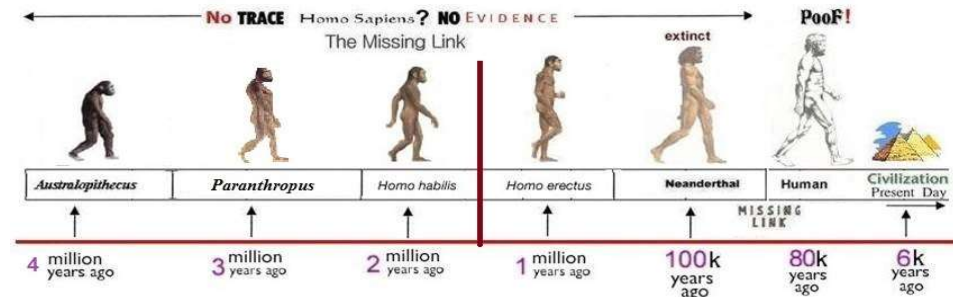 No TRACE Homo Sapiens? NO EVIDENCE
PooF!
The Missing Link
extinct
Australopithecus
Paranthropus
Homo habilis
Homo erectus
Neanderthal
Human
Civilization
Present Day
MISSING
LINK
4 million
years ago
3 million
years ago
2 million
years ago
1 million
years ago
100k
years
ago
80k
years
ago
6k
years
ago